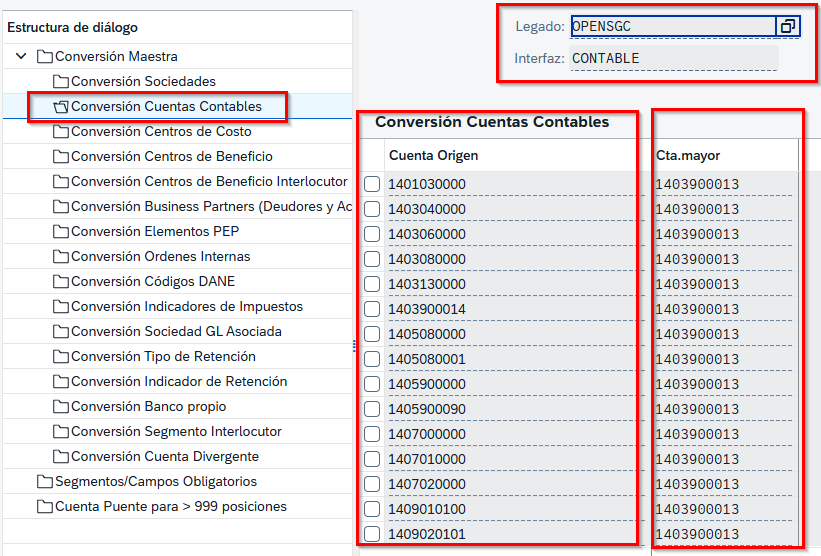 Estructura de diálogo
Conversión Maestra
Conversión Sociedades
Conversión Cuentas Contables
Conversión Centros de Costo
Conversión Centros de Beneficio
Conversión Centros de Beneficio Interlocutor
Conversión Business Partners (Deudores y Ac
Conversión Elementos PEP
Conversión Ordenes Internas
Conversión Códigos DANE
Conversión Indicadores de Impuestos
Conversión Sociedad GL Asociada
Conversión Tipo de Retención
Conversión Indicador de Retención
Conversión Banco propio
Conversión Segmento Interlocutor
Conversión Cuenta Divergente
Segmentos/Campos Obligatorios
Cuenta Puente para > 999 posiciones
Legado: OPENSGC
Interfaz: CONTABLE
Conversión Cuentas Contables
Cuenta Origen Cta.mayor
1401030000 1403900013
1403040000 1403900013
1403060000 1403900013
1403080000 1403900013
1403130000 1403900013
1403900014 1403900013
1405080000 1403900013
1405080001 1403900013
1405900000 1403900013
1405900090 1403900013
1407000000 1403900013
1407010000 1403900013
1407020000 1403900013
1409010100 1403900013
1409020101 1403900013